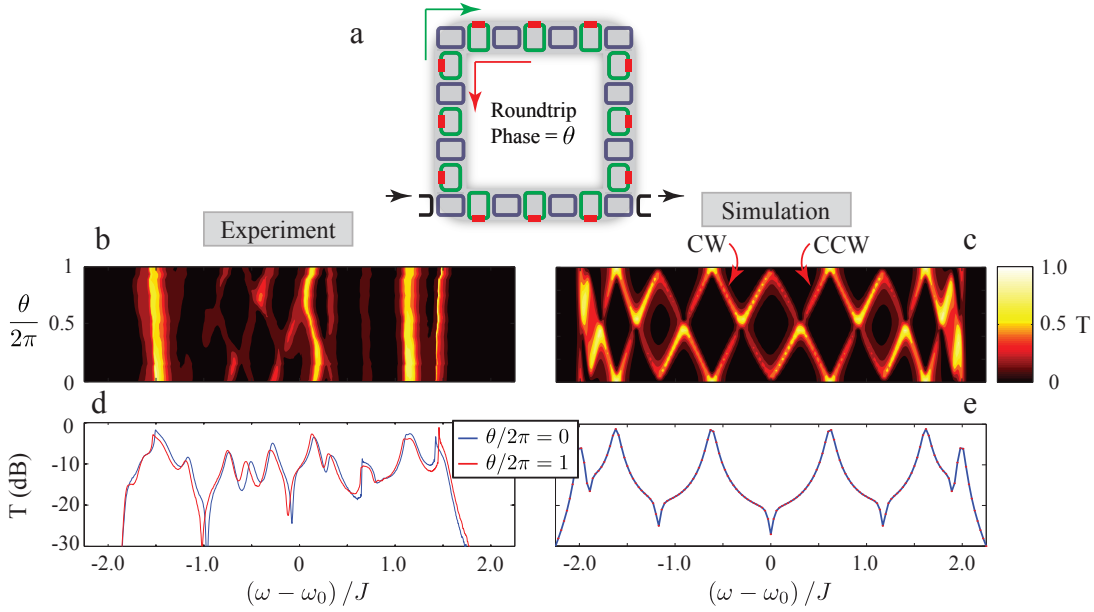 a
Roundtrip
Phase = θ
Experiment
Simulation
b
CW
CCW
c
1
0.5
0
θ
2π
1.0
0.5
0
T
d
e
0
-10
-20
-30
T (dB)
θ/2π = 0
θ/2π = 1
-2.0 -1.0 0 1.0 2.0
-2.0 -1.0 0 1.0 2.0
(ω − ω₀) /J
(ω − ω₀) /J